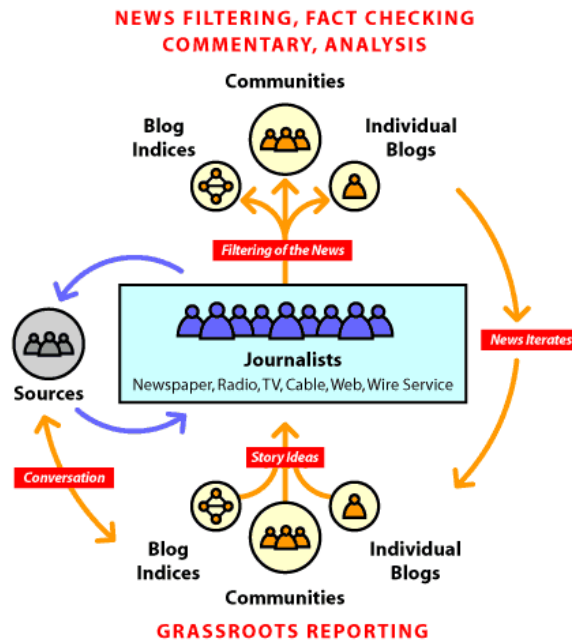 NEWS FILTERING, FACT CHECKING
COMMENTARY, ANALYSIS
Communities
Blog
Indices
Individual
Blogs
Filtering of the News
Journalists
Newspaper, Radio, TV, Cable, Web, Wire Service
Sources
News Iterates
Story Ideas
Conversation
Blog
Indices
Individual
Blogs
Communities
GRASSROOTS REPORTING